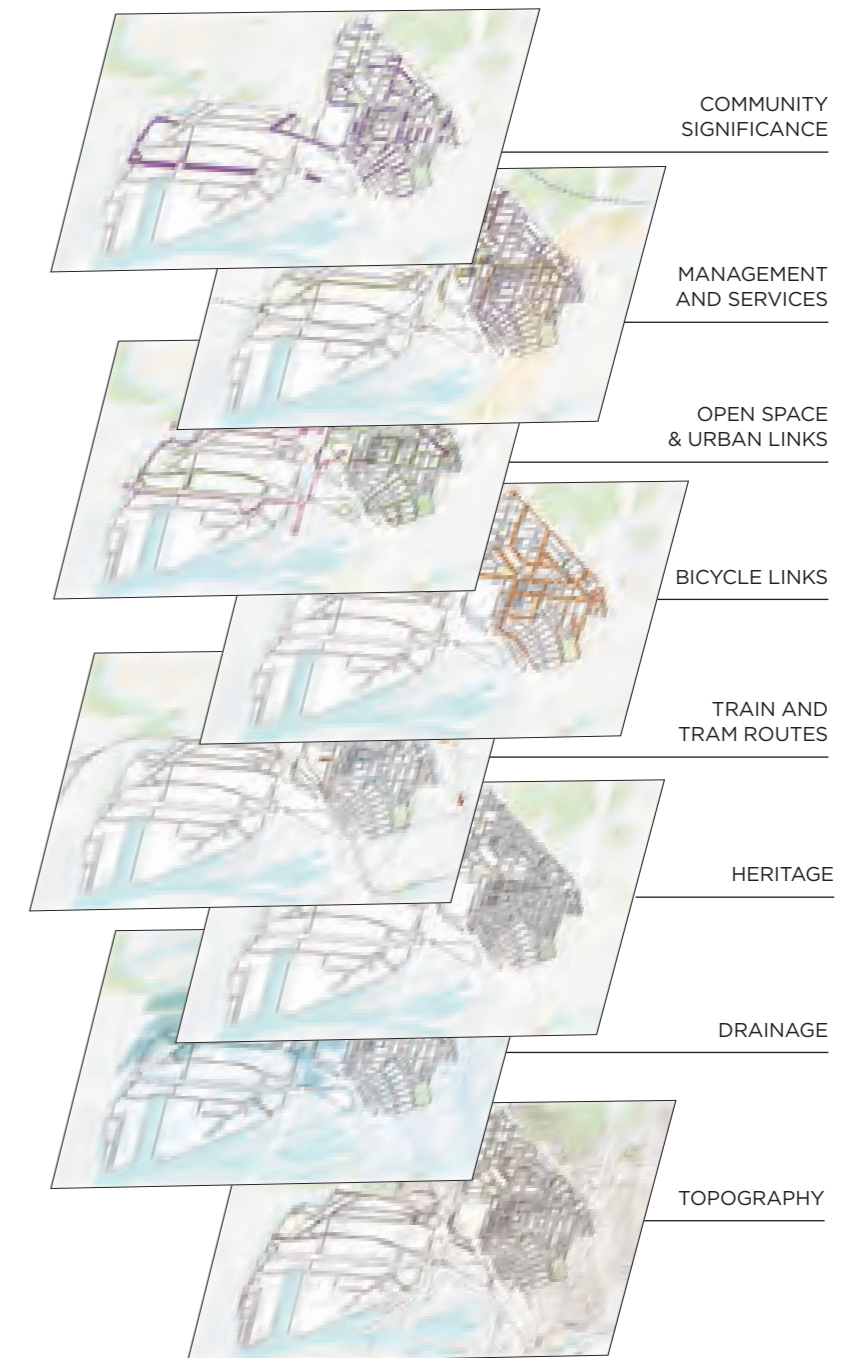 COMMUNITY
SIGNIFICANCE
MANAGEMENT
AND SERVICES
OPEN SPACE
& URBAN LINKS
BICYCLE LINKS
TRAIN AND
TRAM ROUTES
HERITAGE
DRAINAGE
TOPOGRAPHY